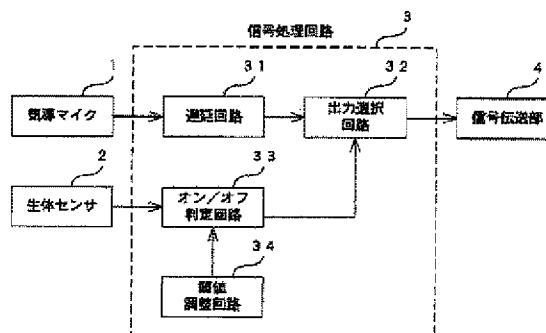 信号処理回路
3
1
気導マイク
31
遅延回路
32
出力選択
回路
4
信号伝送部
2
生体センサ
33
オン/オフ
判定回路
34
閾値
調整回路